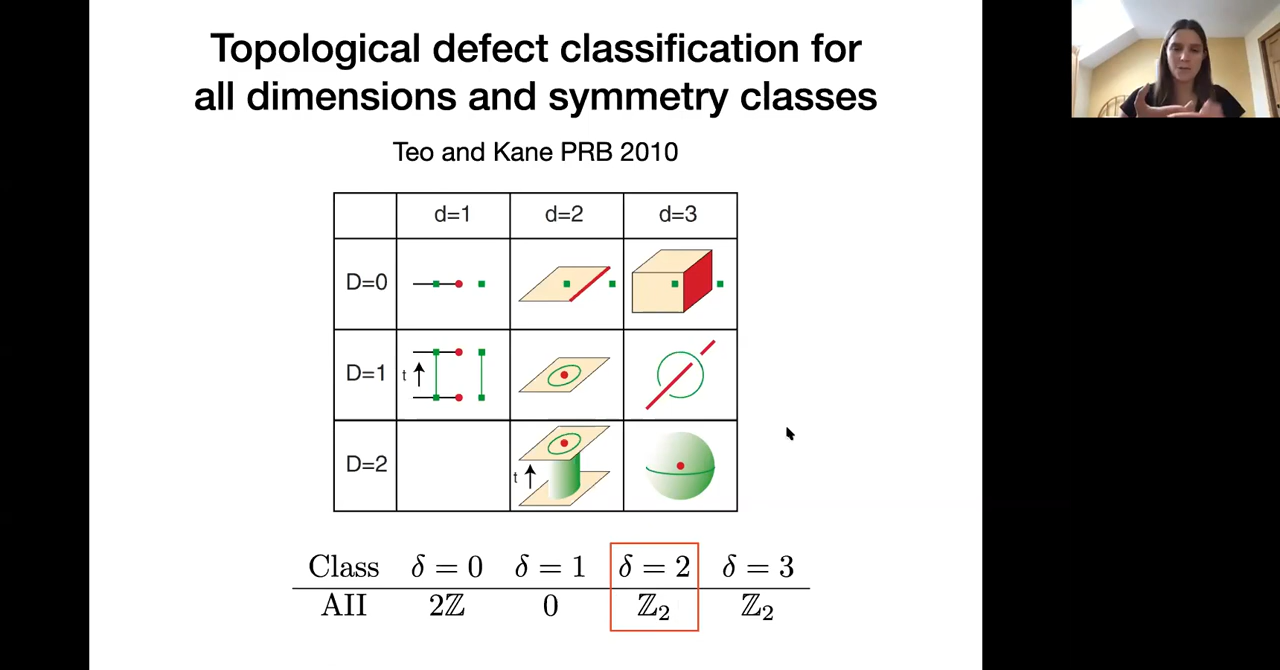 Topological defect classification for
all dimensions and symmetry classes
Teo and Kane PRB 2010
d=1 d=2 d=3
D=0
D=1 t
D=2 t
Class δ = 0 δ = 1 δ = 2 δ = 3
AII 2ℤ 0 ℤ₂ ℤ₂